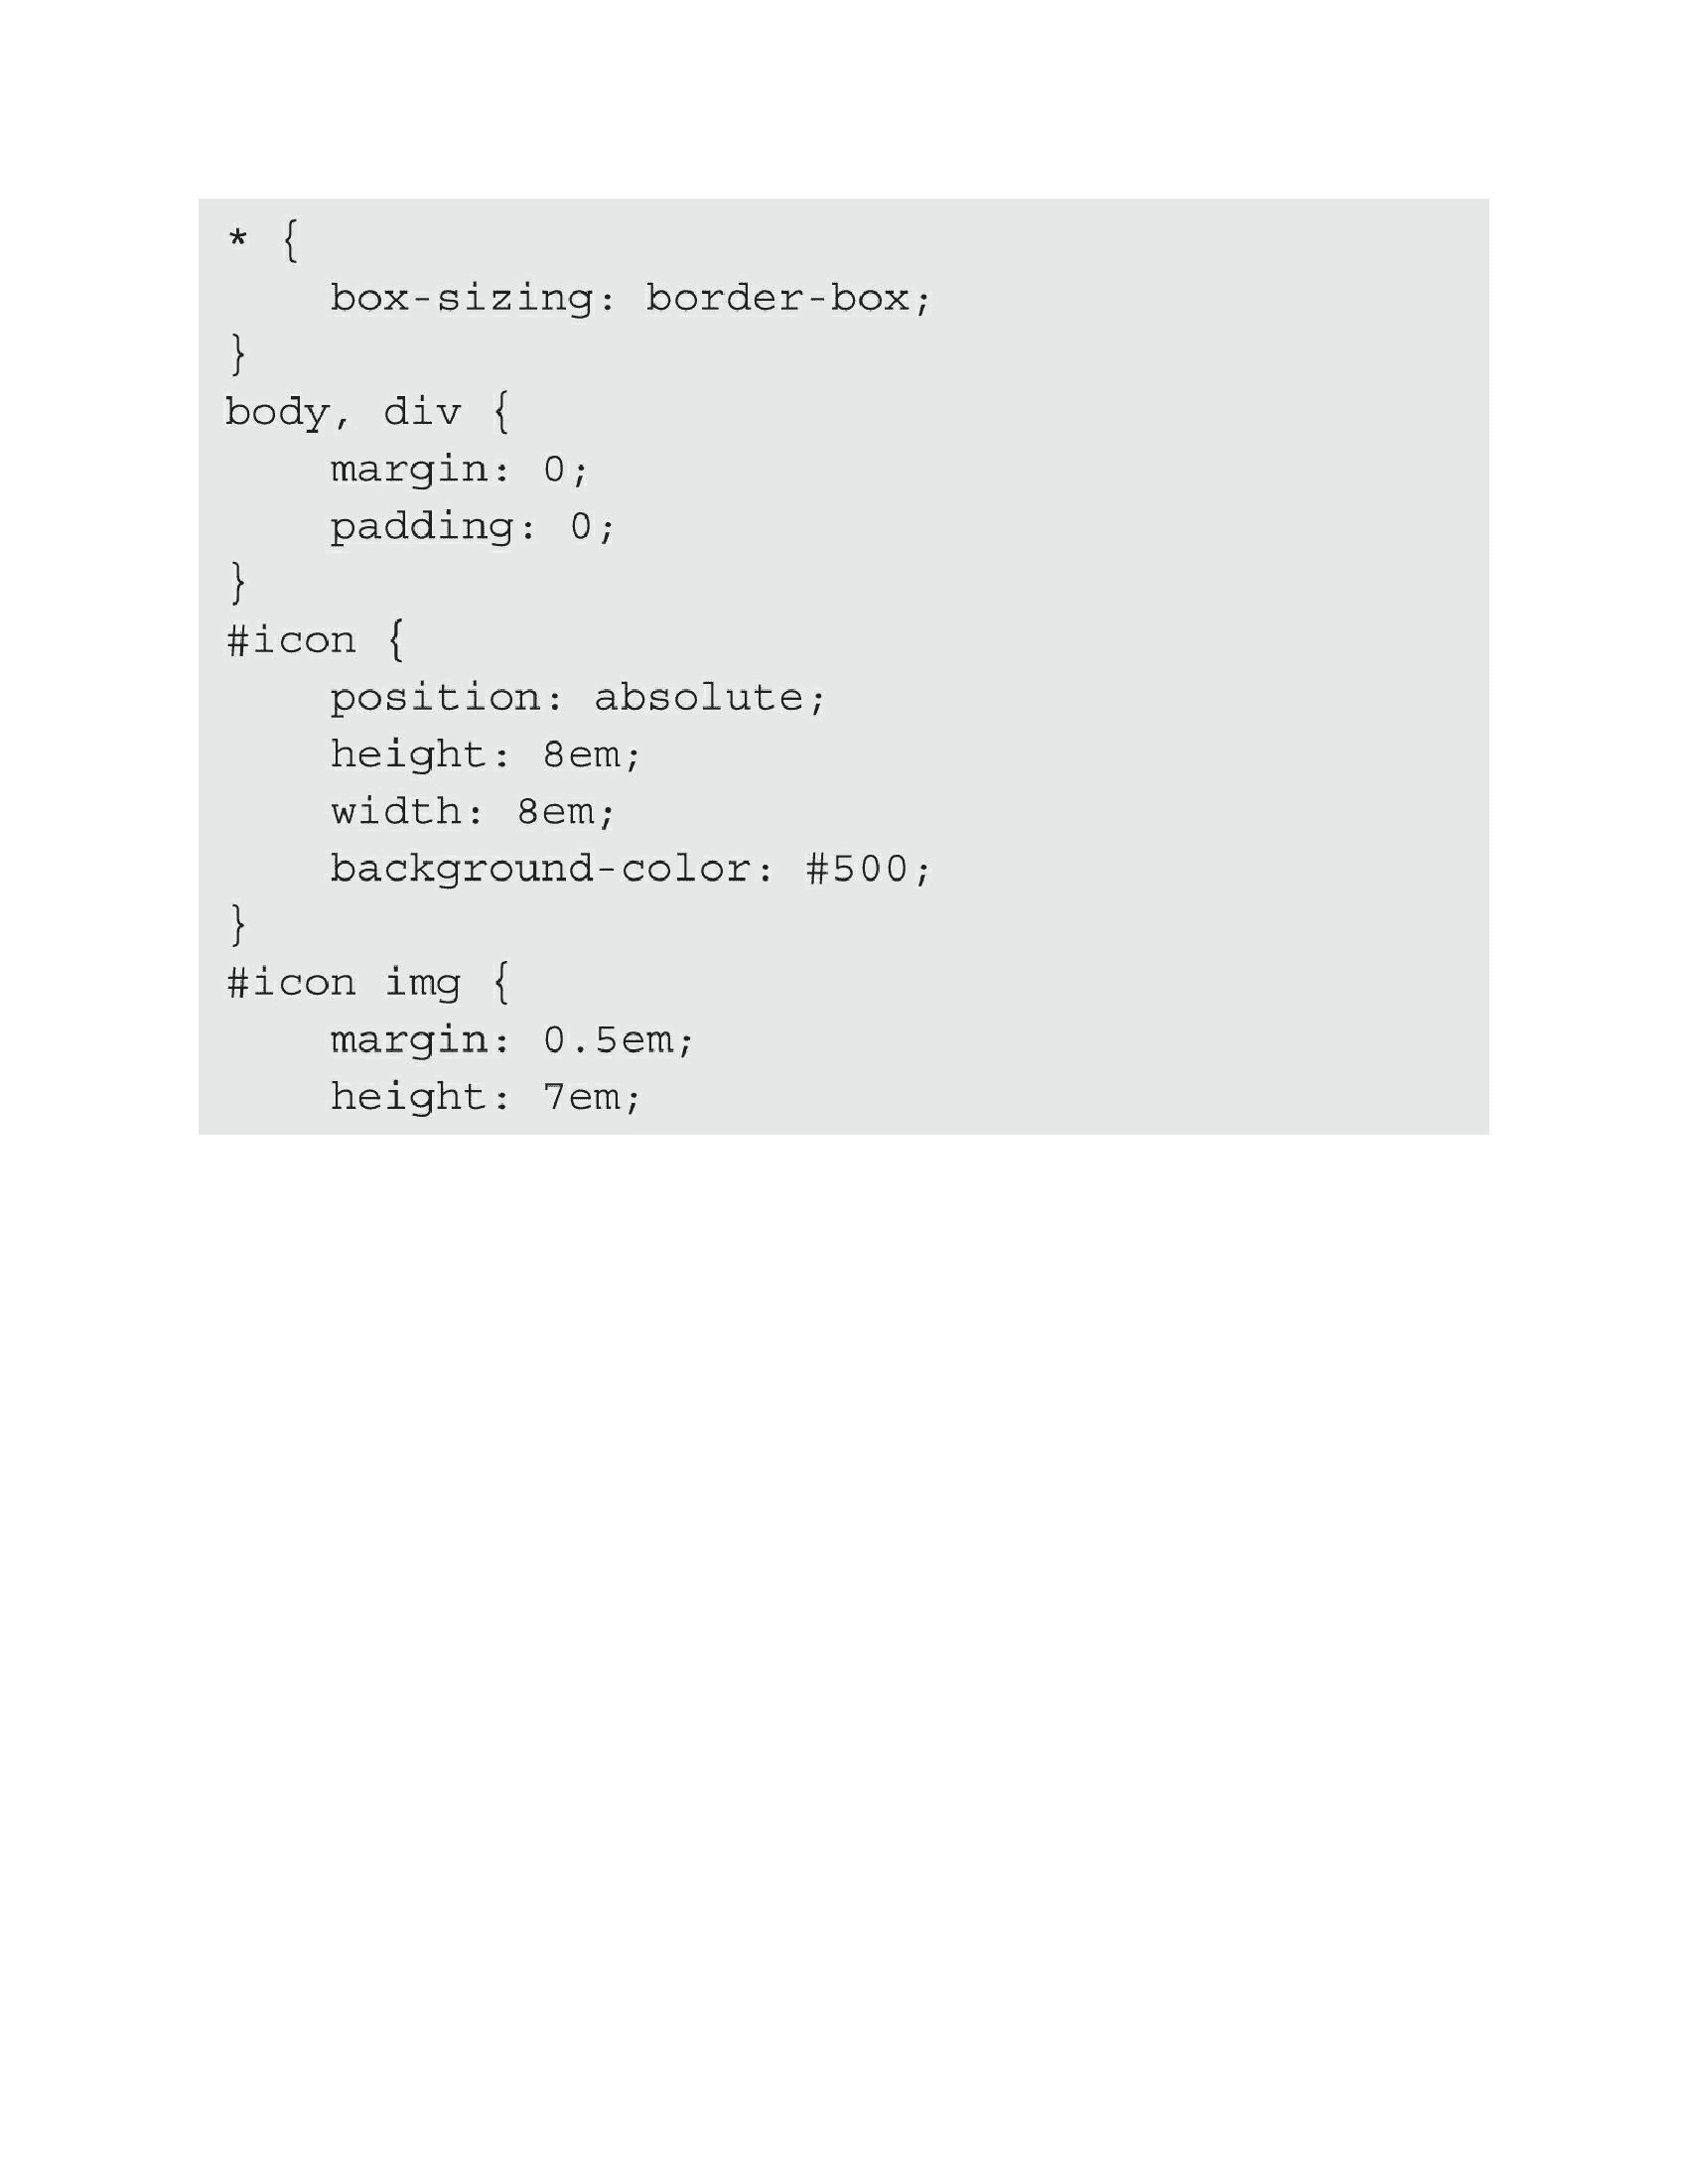 * {
    box-sizing: border-box;
}
body, div {
    margin: 0;
    padding: 0;
}
#icon {
    position: absolute;
    height: 8em;
    width: 8em;
    background-color: #500;
}
#icon img {
    margin: 0.5em;
    height: 7em;